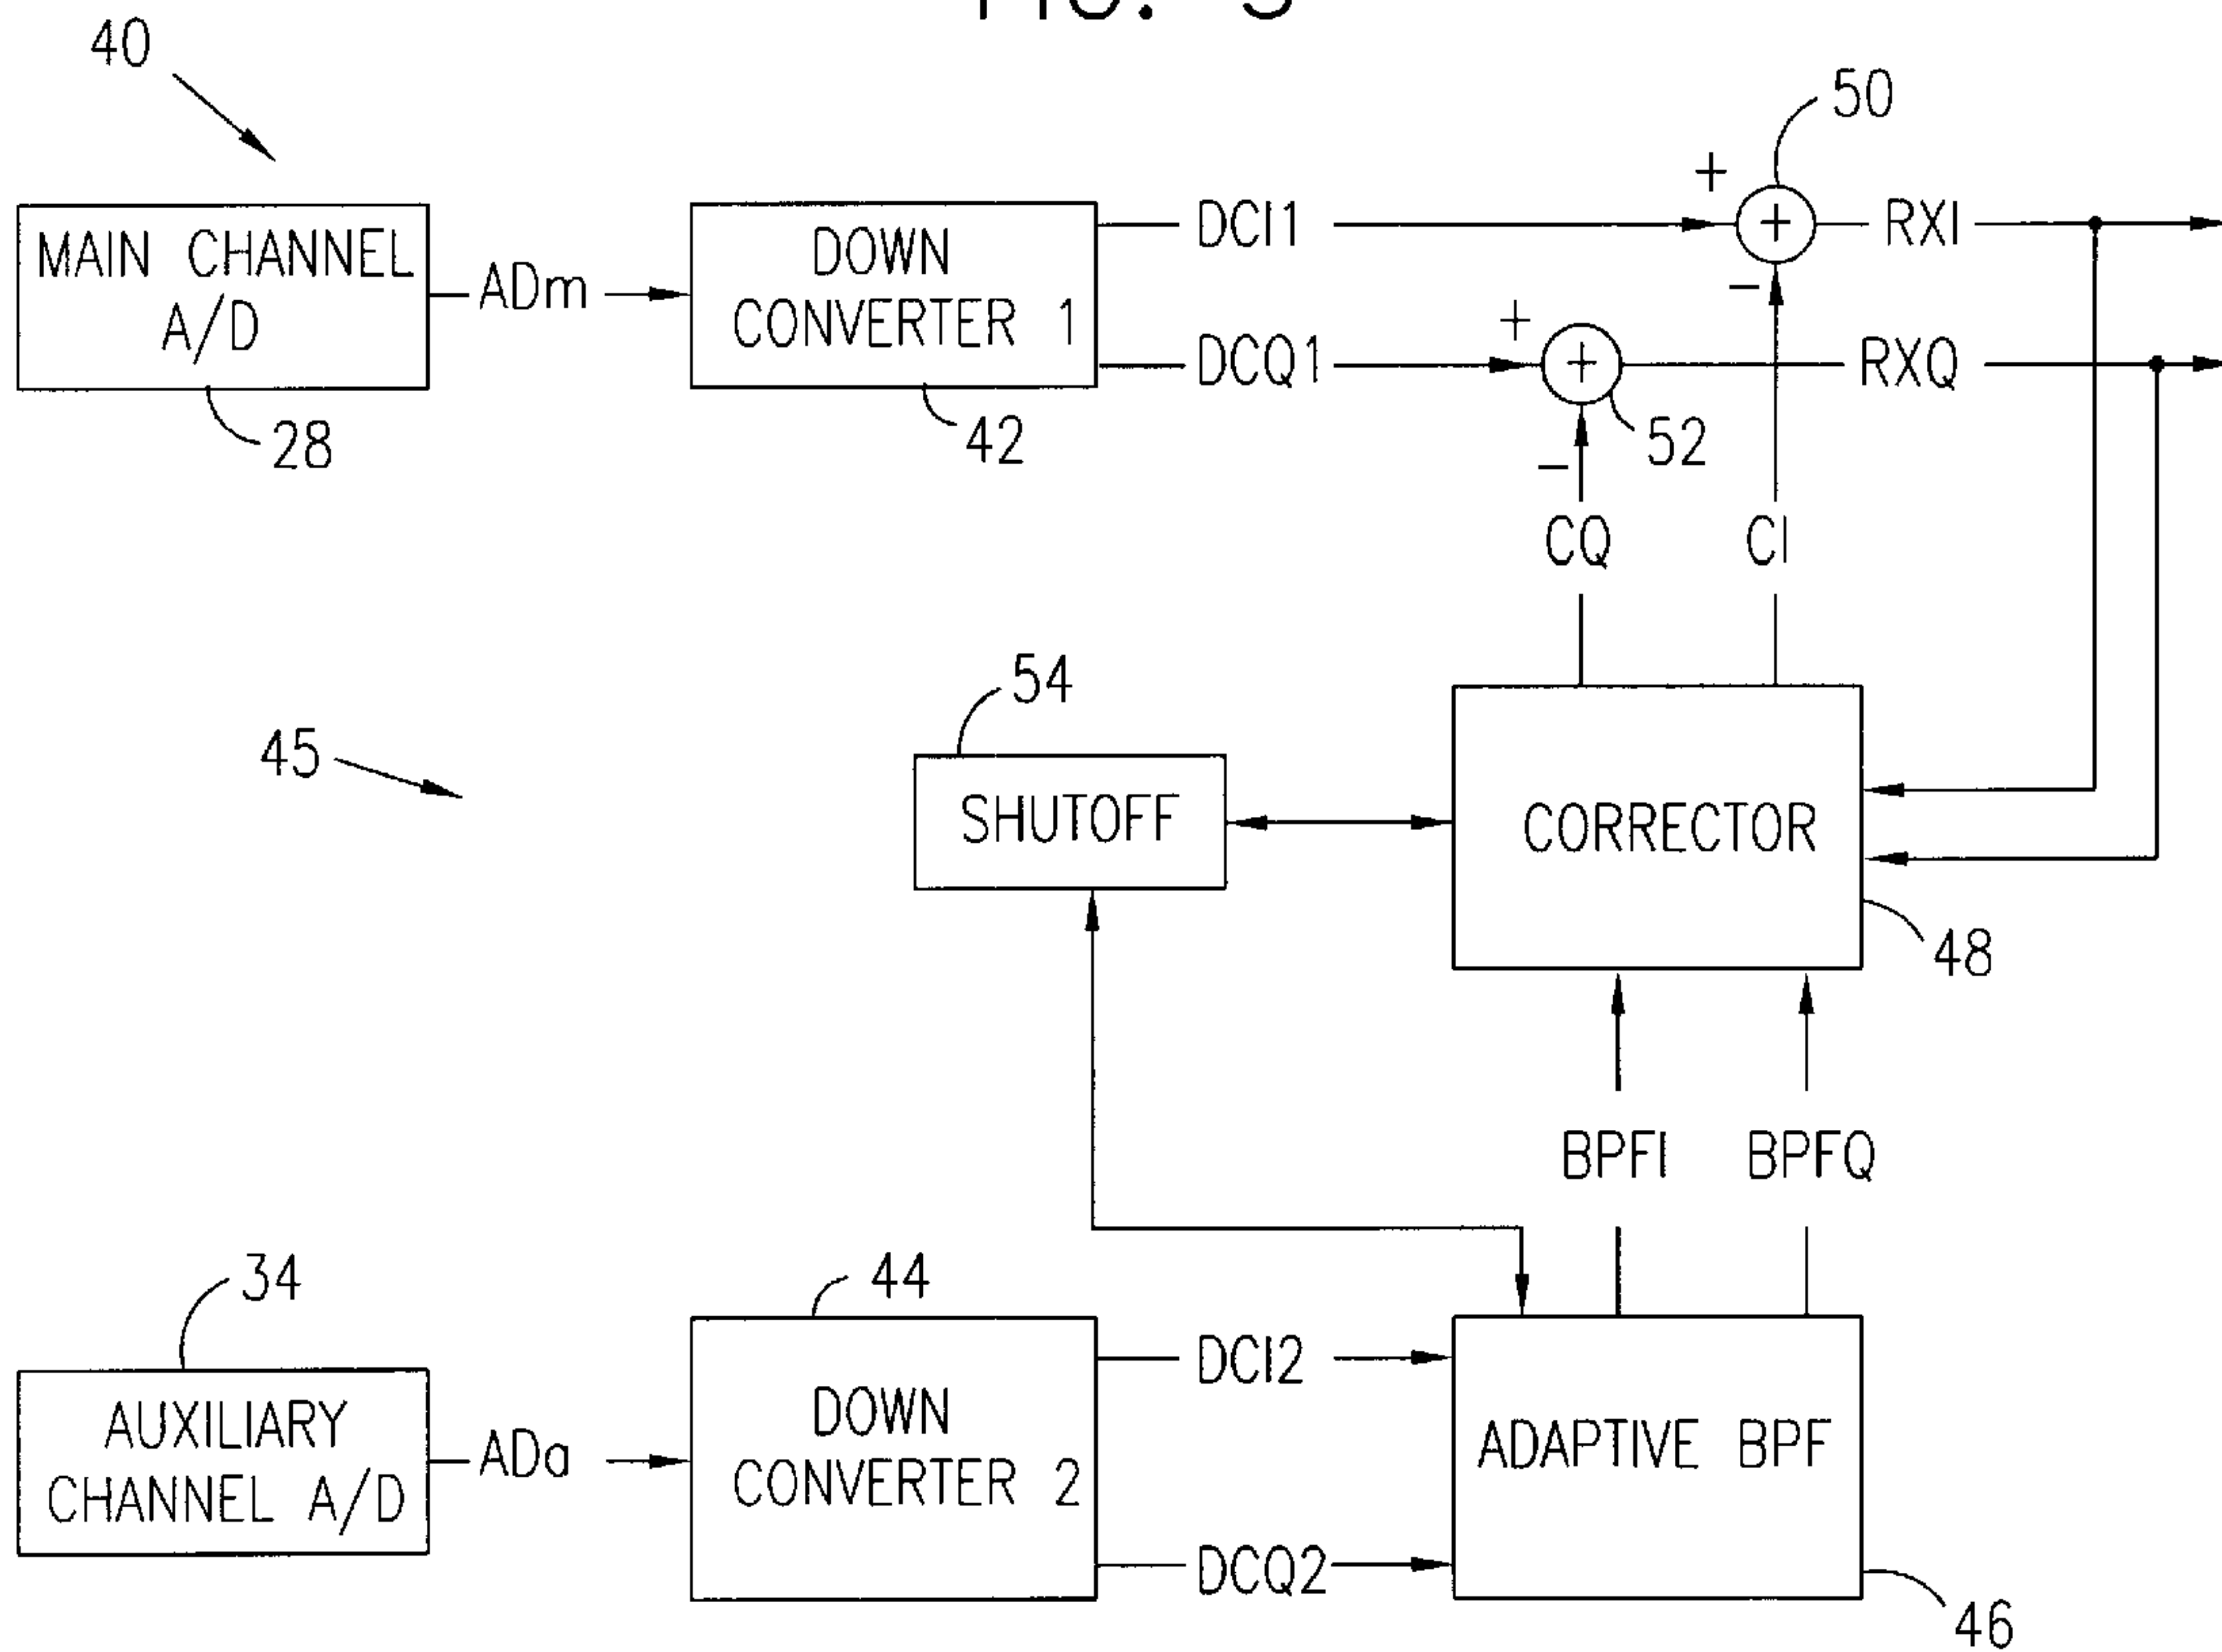 40
50
MAIN CHANNEL
A/D
28
ADm
DOWN
CONVERTER 1
42
DCI1
DCQ1
+
+
-
RXI
+
+
-
RXQ
52
CQ
CI
45
54
SHUTOFF
CORRECTOR
48
BPFI
BPFQ
34
AUXILIARY
CHANNEL A/D
ADa
44
DOWN
CONVERTER 2
DCI2
DCQ2
ADAPTIVE BPF
46